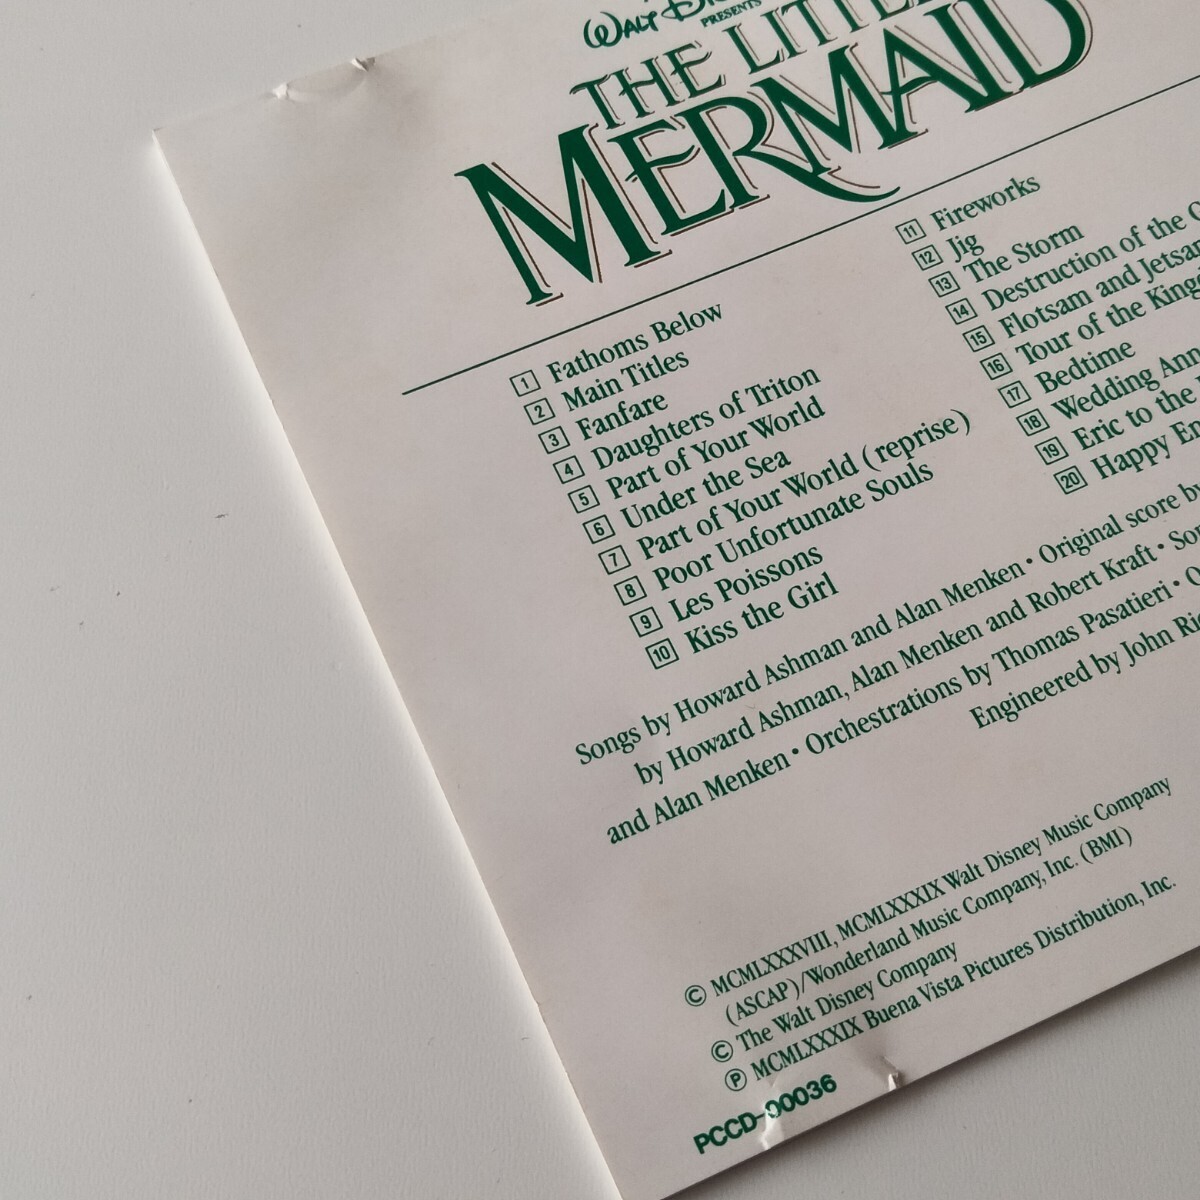 WALT
PRESENTS
THE LITTLE
MERMAID
1 Fathoms Below
2 Main Titles
3 Fanfare
4 Daughters of Triton
5 Part of Your World
6 Under the Sea
7 Part of Your World (reprise)
8 Poor Unfortunate Souls
9 Les Poissons
10 Kiss the Girl
11 Fireworks
12 Jig
13 The Storm
14 Destruction of the
15 Flotsam and
16 Tour of the
17 Bedtime
18 Wedding
19 Eric to the
20 Happy
Songs by Howard Ashman and Alan Menken • Original score by
by Howard Ashman, Alan Menken and Robert Kraft •
and Alan Menken • Orchestrations by Thomas Pasatieri •
Engineered by John
© MCMLXXXVIII, MCMLXXXIX Walt Disney Music Company
(ASCAP)/Wonderland Music Company, Inc. (BMI)
© The Walt Disney Company
℗ MCMLXXXIX Buena Vista Pictures Distribution, Inc.
PCCD-00036